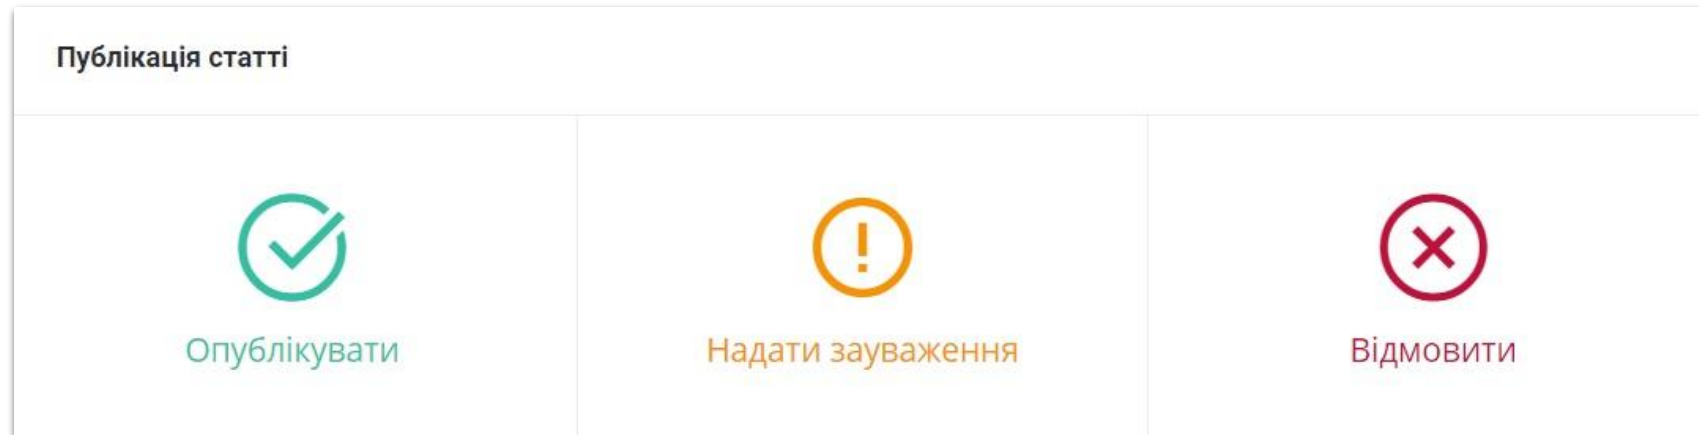 Публікація статті
Опублікувати
Надати зауваження
Відмовити